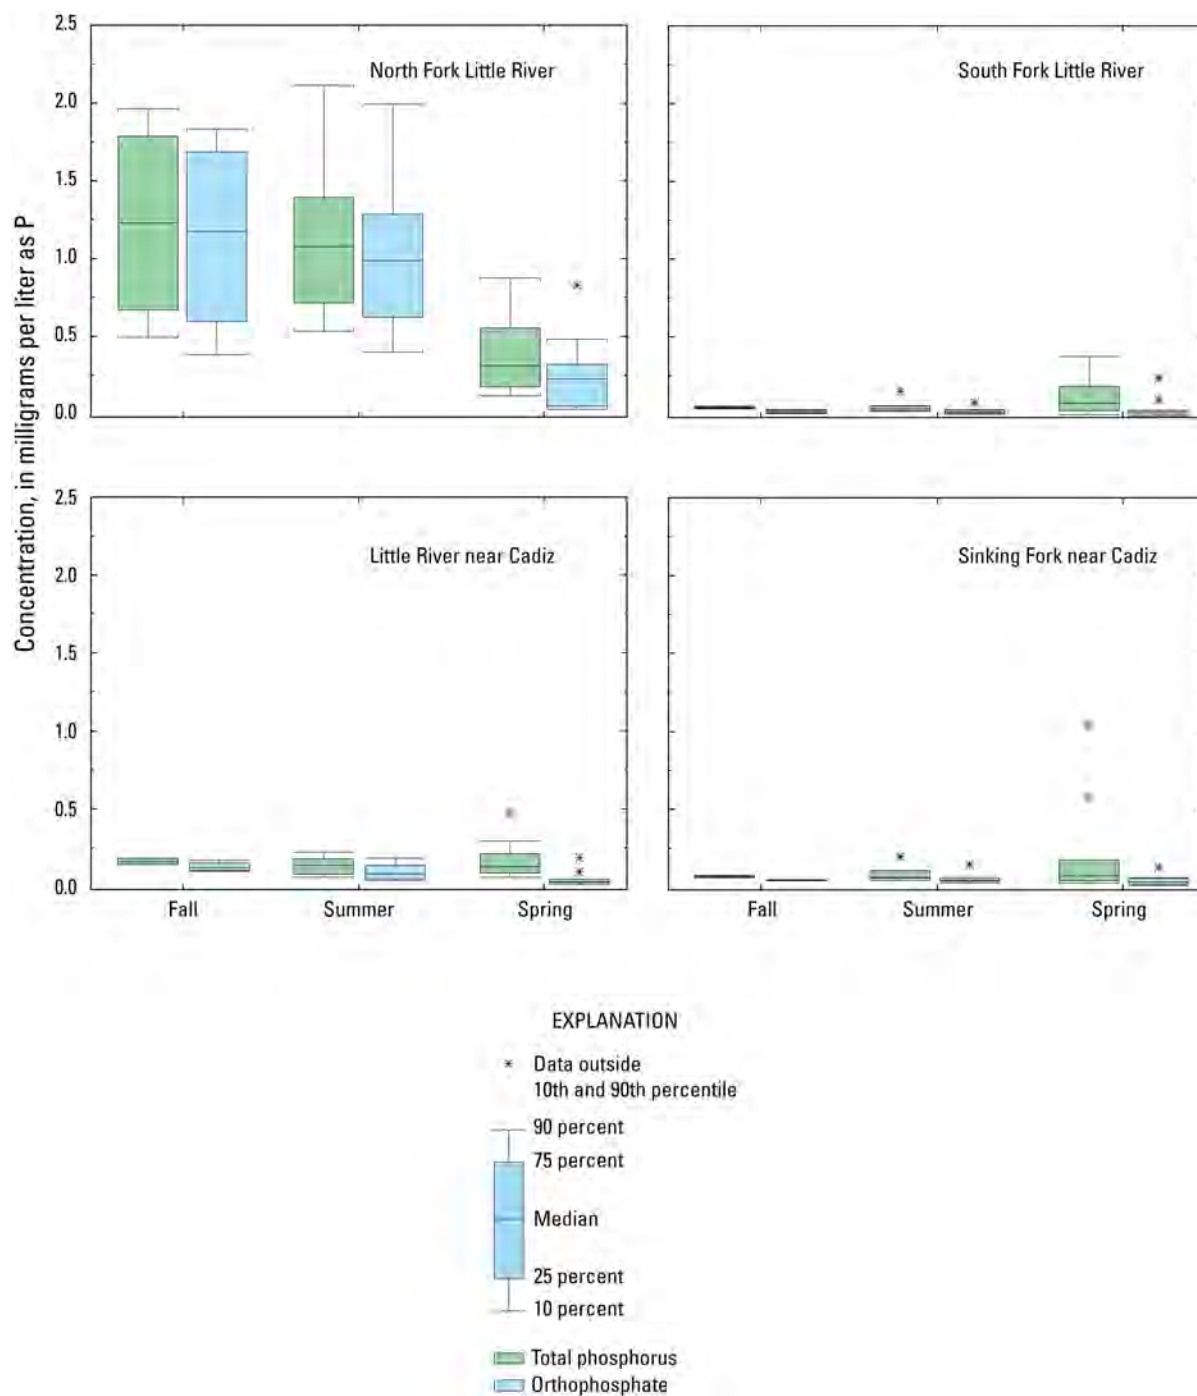 Concentration, in milligrams per liter as P
2.5
2.0
1.5
1.0
0.5
0.0
North Fork Little River
South Fork Little River
2.5
2.0
1.5
1.0
0.5
0.0
Little River near Cadiz
Sinking Fork near Cadiz
Fall Summer Spring
Fall Summer Spring
EXPLANATION
* Data outside
10th and 90th percentile
90 percent
75 percent
Median
25 percent
10 percent
Total phosphorus
Orthophosphate